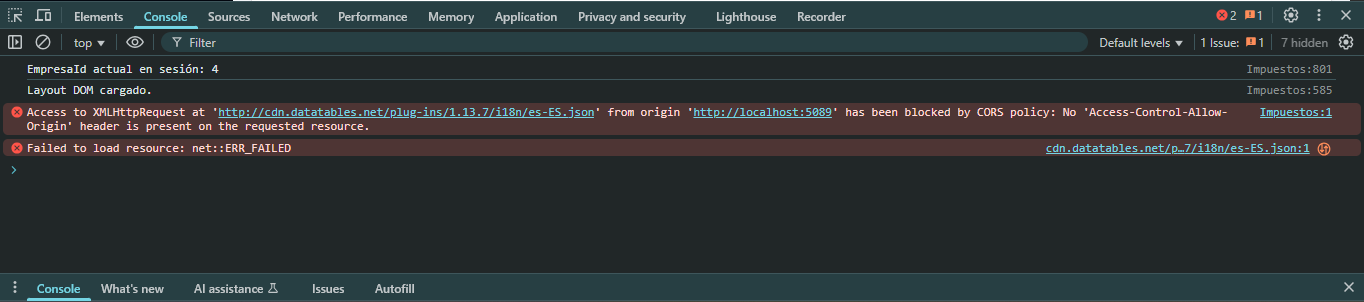 Elements Console Sources Network Performance Memory Application Privacy and security Lighthouse Recorder 2 1
top Filter Default levels 1 Issue: 1 7 hidden
EmpresaId actual en sesión: 4 Impuestos:801
Layout DOM cargado. Impuestos:585
Access to XMLHttpRequest at 'http://cdn.datatables.net/plug-ins/1.13.7/i18n/es-ES.json' from origin 'http://localhost:5089' has been blocked by CORS policy: No 'Access-Control-Allow- Impuestos:1
Origin' header is present on the requested resource.
Failed to load resource: net::ERR_FAILED cdn.datatables.net/p…7/i18n/es-ES.json:1
Console What's new AI assistance Issues Autofill